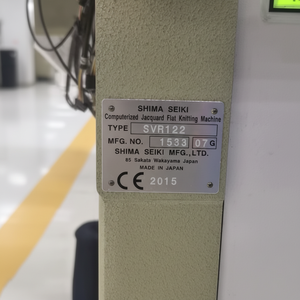 SHIMA SEIKI
Computerized Jacquard Flat Knitting Machine
TYPE SVR122
MFG. NO. 1533 07 G
SHIMA SEIKI MFG., LTD.
85 Sakata Wakayama Japan
MADE IN JAPAN
CE 2015